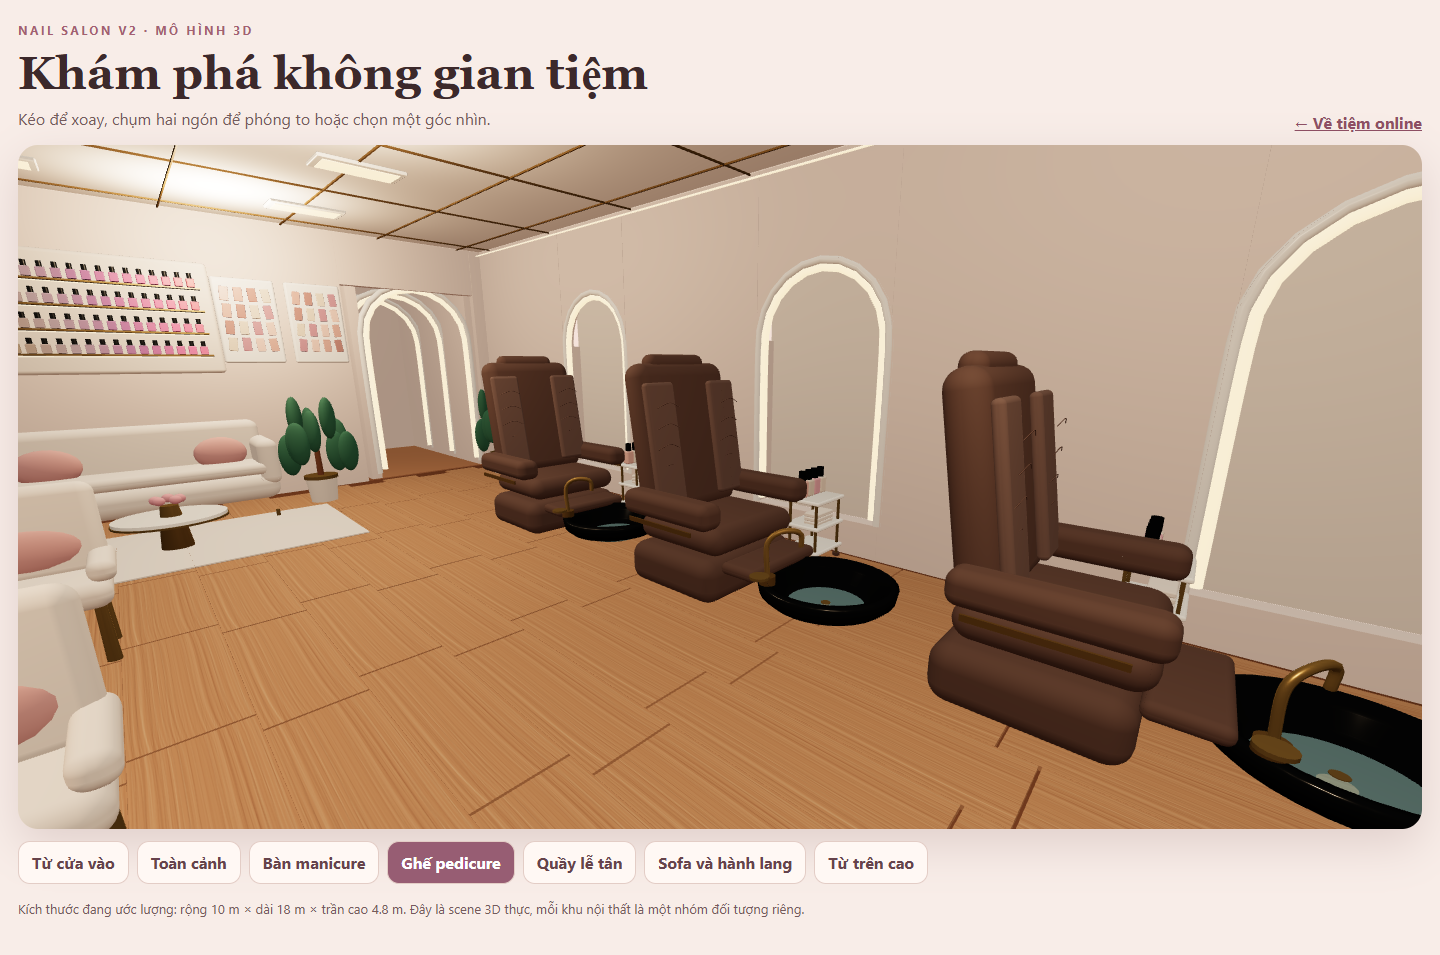 NAIL SALON V2 · MÔ HÌNH 3D
Khám phá không gian tiệm
Kéo để xoay, chụm hai ngón để phóng to hoặc chọn một góc nhìn.
← Về tiệm online
Từ cửa vào
Toàn cảnh
Bàn manicure
Ghế pedicure
Quầy lễ tân
Sofa và hành lang
Từ trên cao
Kích thước đang ước lượng: rộng 10 m × dài 18 m × trần cao 4.8 m. Đây là scene 3D thực, mỗi khu nội thất là một nhóm đối tượng riêng.